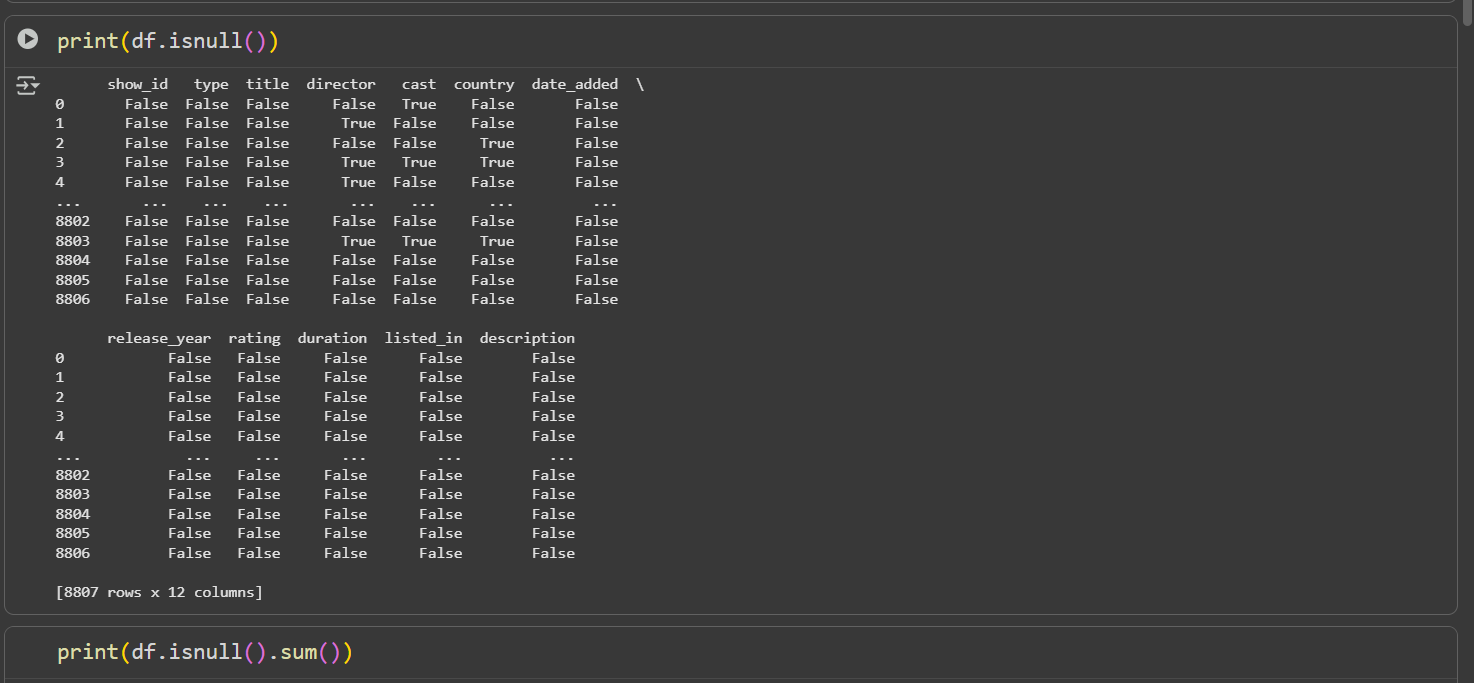 print(df.isnull())
show_id type title director cast country date_added \
0 False False False False True False False
1 False False False True False False False
2 False False False False False True False
3 False False False True True True False
4 False False False True False False False
... ... ... ... ... ... ... ...
8802 False False False False False False False
8803 False False False True True True False
8804 False False False False False False False
8805 False False False False False False False
8806 False False False False False False False
release_year rating duration listed_in description
0 False False False False False
1 False False False False False
2 False False False False False
3 False False False False False
4 False False False False False
... ... ... ... ... ...
8802 False False False False False
8803 False False False False False
8804 False False False False False
8805 False False False False False
8806 False False False False False
[8807 rows x 12 columns]
print(df.isnull().sum())